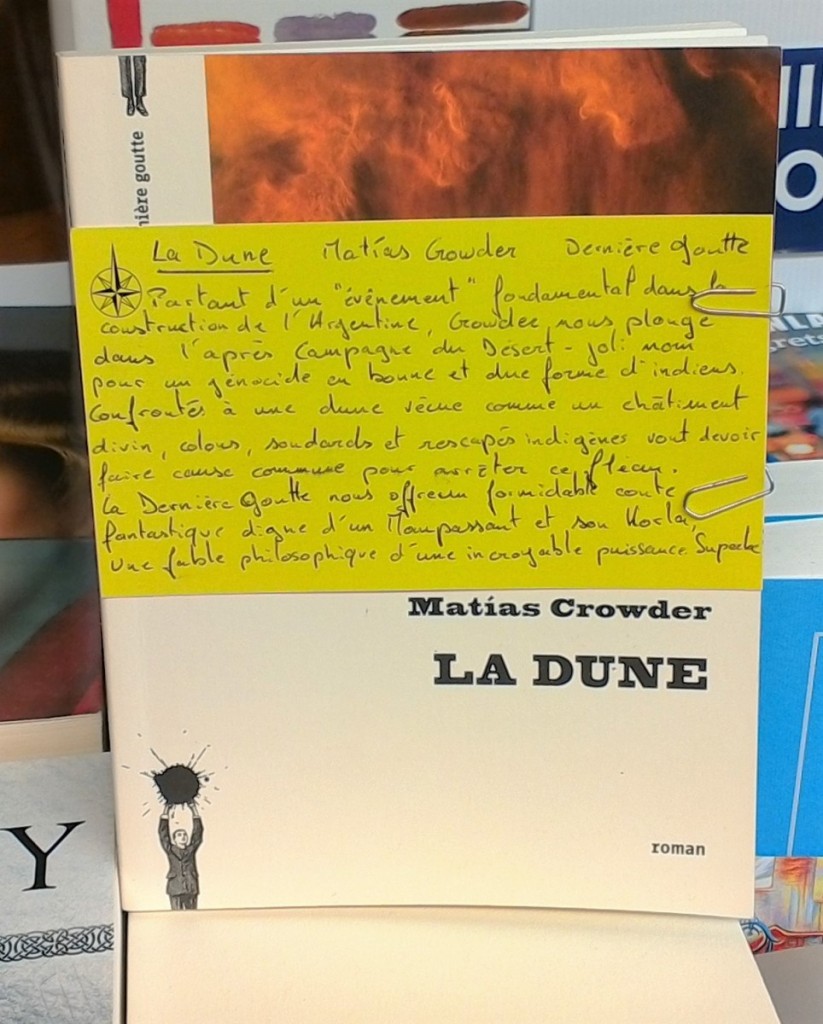 nière goutte
La Dune Matías Crowder Dernière goutte
Partant d'un "évènement" fondamental dans la
construction de l'Argentine, Crowder nous plonge
dans l'après Campagne du Désert - joli nom
pour un génocide en bonne et due forme d'indiens.
Confrontés à une dune vécue comme un châtiment
divin, colons, soudards et rescapés indigènes vont devoir
faire cause commune pour arrêter ce fléau.
La Dernière Goutte nous offre un formidable conte
fantastique digne d'un Maupassant et son Horla,
Une fable philosophique d'une incroyable puissance. Superbe
Matías Crowder
LA DUNE
roman
Y